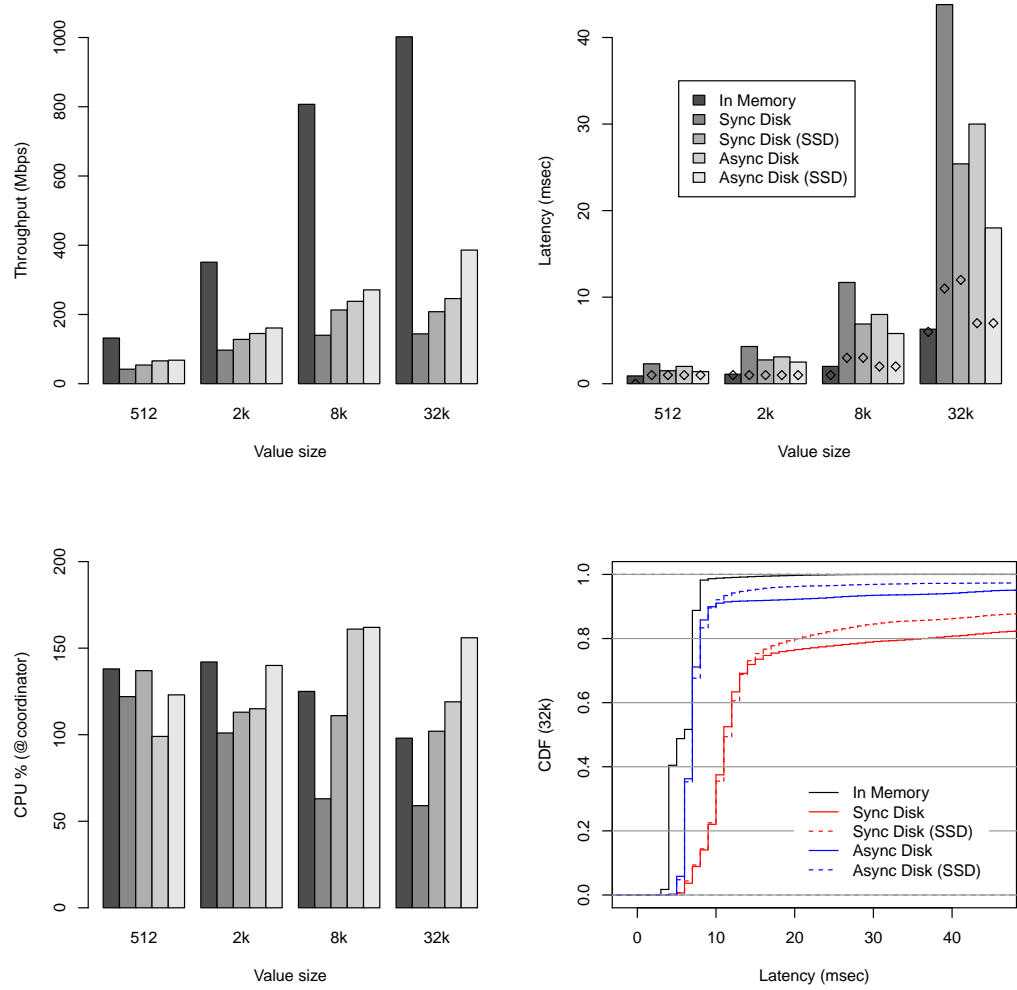 Throughput (Mbps)
0
200
400
600
800
1000
512
2k
8k
32k
Value size
Latency (msec)
0
10
20
30
40
In Memory
Sync Disk
Sync Disk (SSD)
Async Disk
Async Disk (SSD)
512
2k
8k
32k
Value size
CPU % (@coordinator)
0
50
100
150
200
512
2k
8k
32k
Value size
CDF (32k)
0.0
0.2
0.4
0.6
0.8
1.0
In Memory
Sync Disk
Sync Disk (SSD)
Async Disk
Async Disk (SSD)
0
10
20
30
40
Latency (msec)